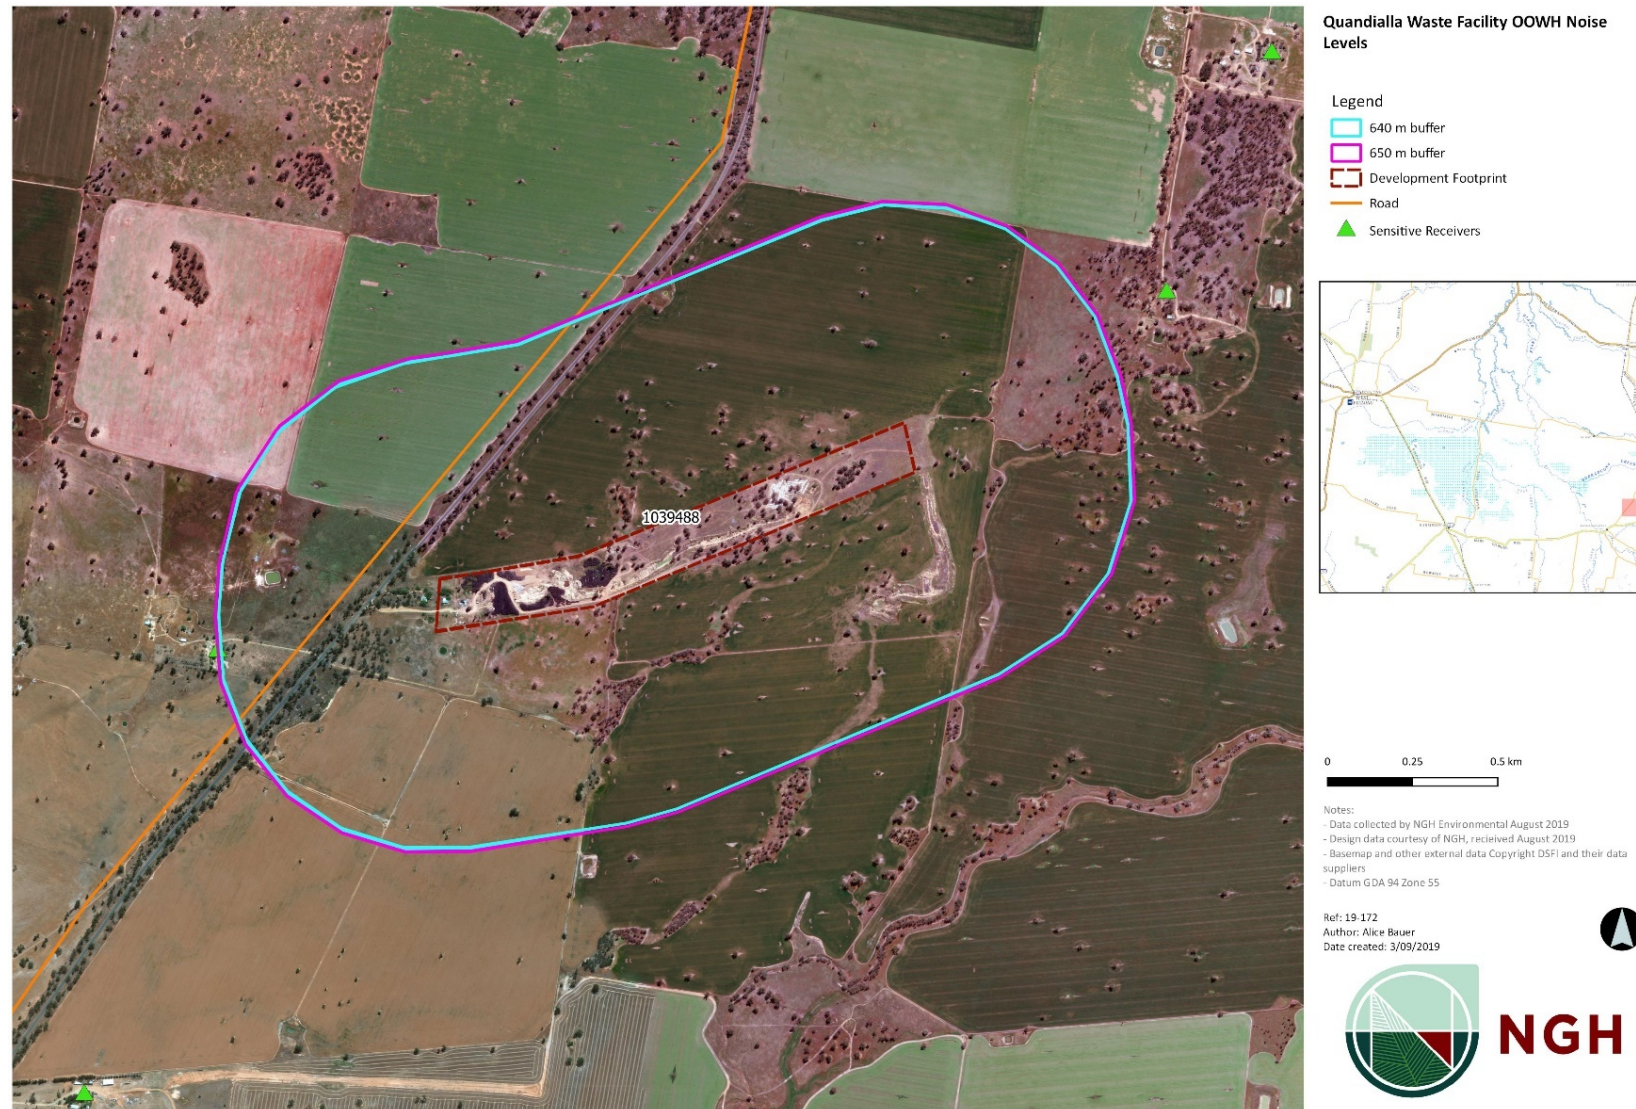 Quandialla Waste Facility OOWH Noise
Levels
Legend
640 m buffer
650 m buffer
Development Footprint
Road
Sensitive Receivers
1039488
0 0.25 0.5 km
Notes:
- Data collected by NGH Environmental August 2019
- Design data courtesy of NGH, recieived August 2019
- Basemap and other external data Copyright DSFI and their data
suppliers
- Datum GDA 94 Zone 55
Ref: 19-172
Author: Alice Bauer
Date created: 3/09/2019
NGH